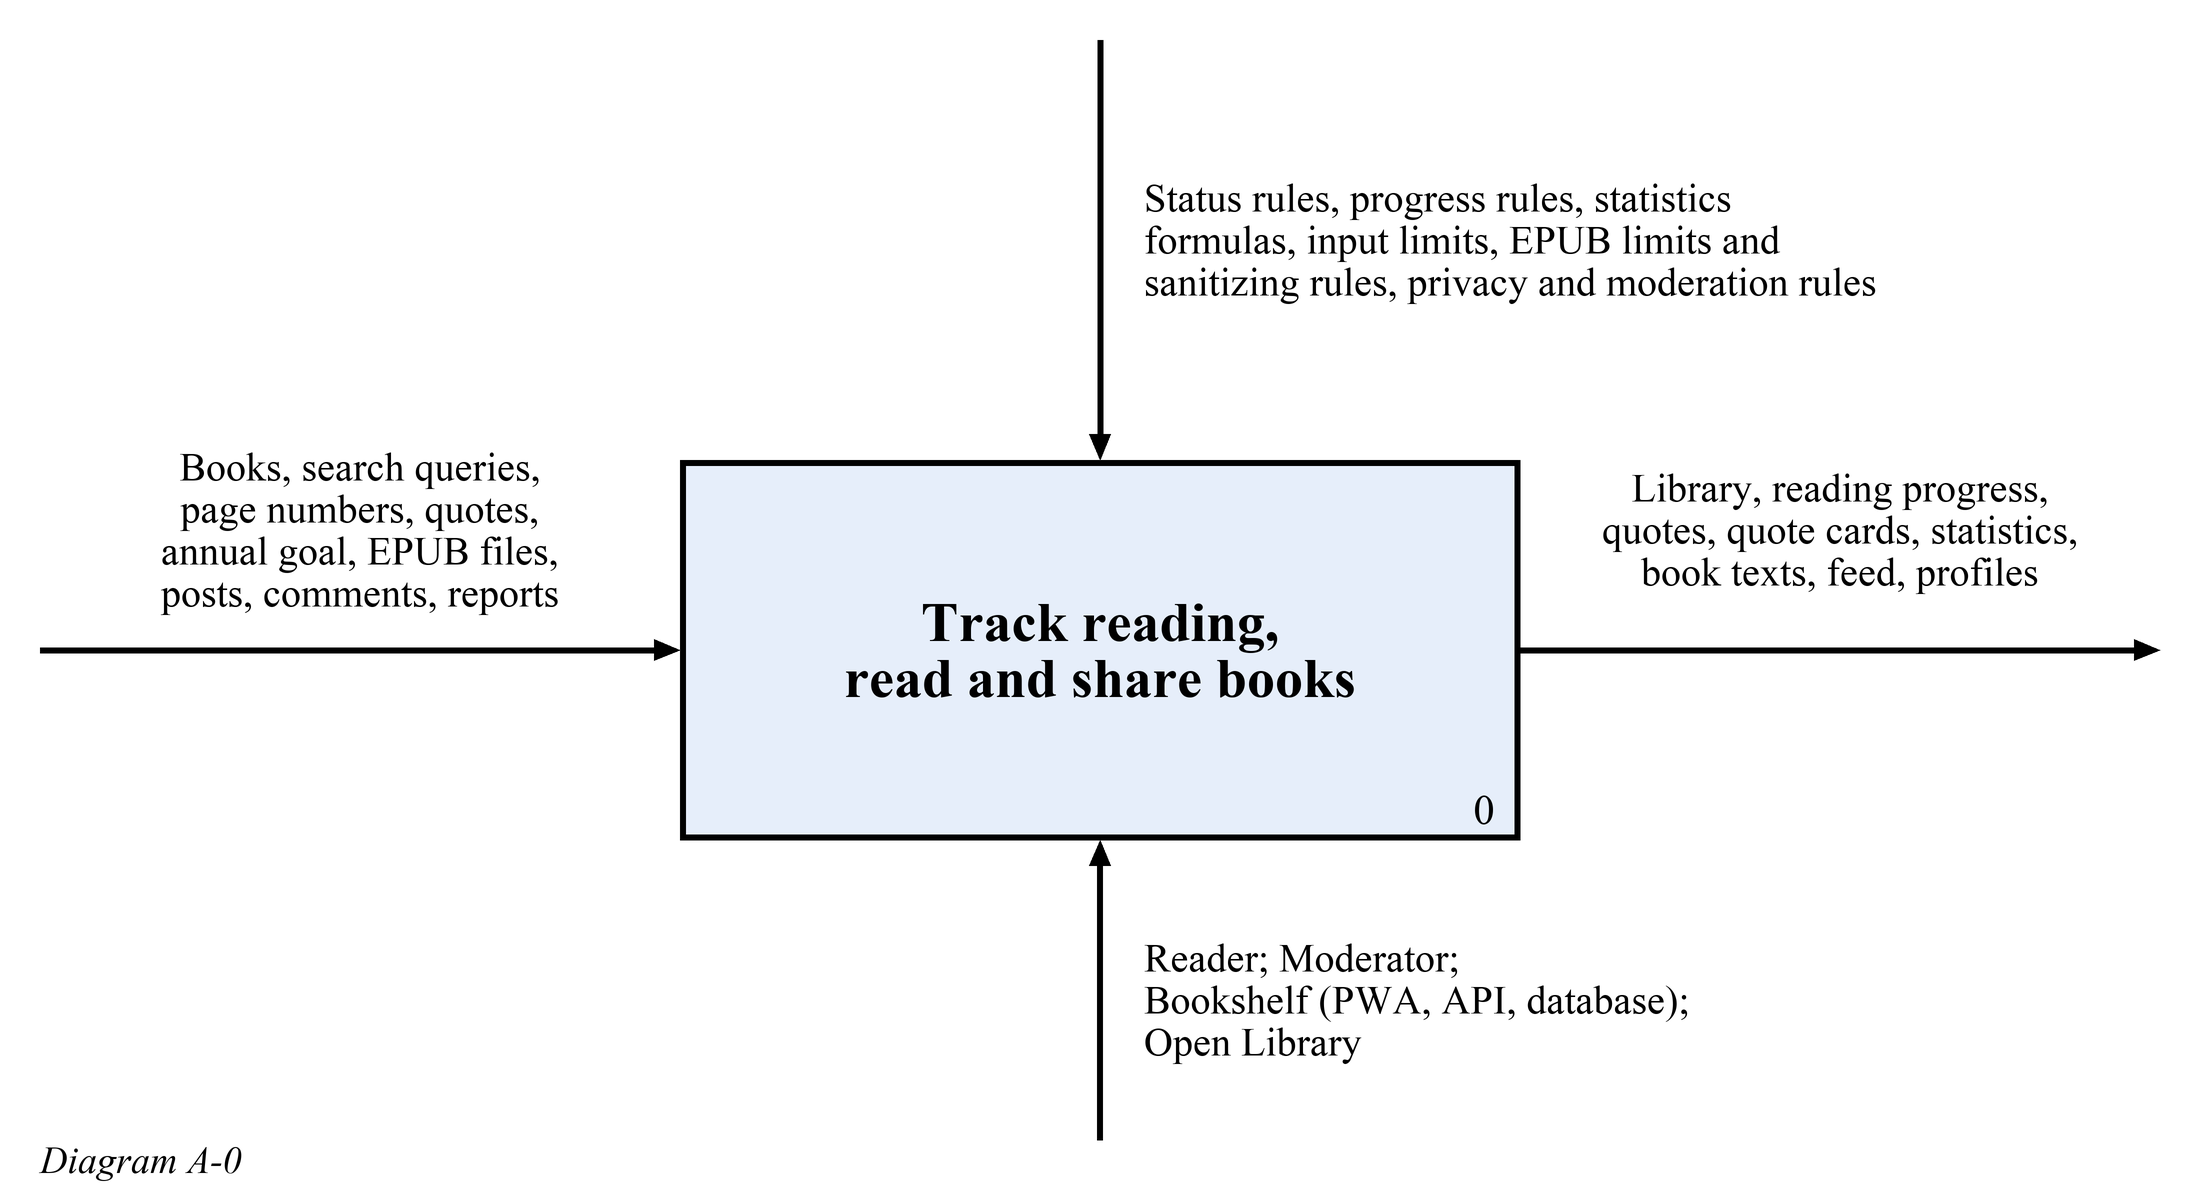 Status rules, progress rules, statistics
formulas, input limits, EPUB limits and
sanitizing rules, privacy and moderation rules
Books, search queries,
page numbers, quotes,
annual goal, EPUB files,
posts, comments, reports
Library, reading progress,
quotes, quote cards, statistics,
book texts, feed, profiles
Track reading,
read and share books
0
Reader; Moderator;
Bookshelf (PWA, API, database);
Open Library
Diagram A-0